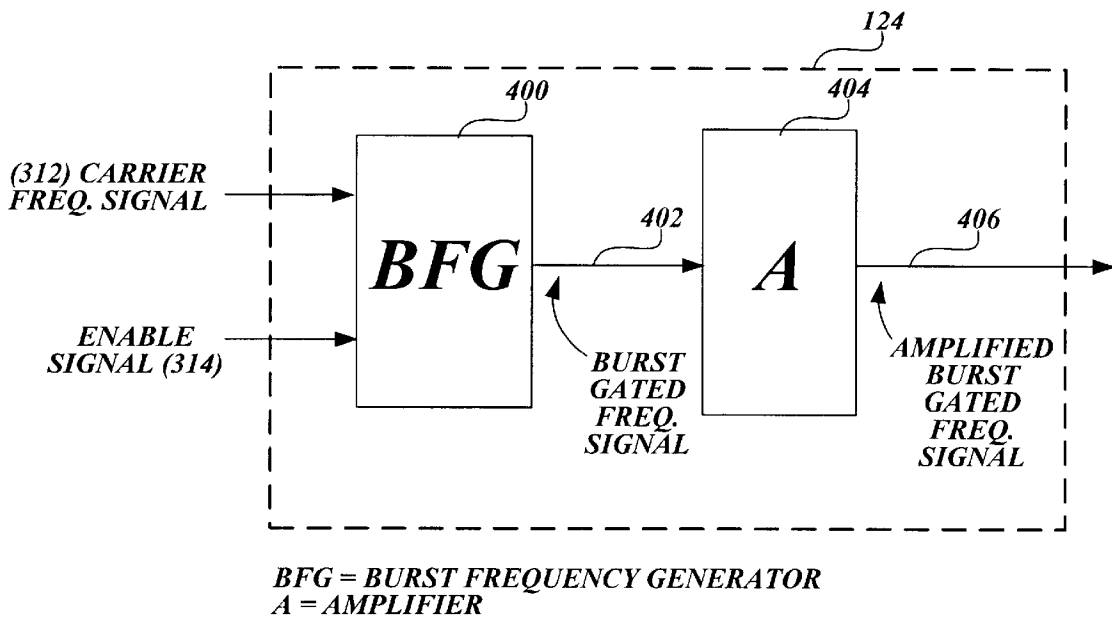 124
400
404
(312) CARRIER
FREQ. SIGNAL
402
406
BFG
A
ENABLE
SIGNAL (314)
BURST
GATED
FREQ.
SIGNAL
AMPLIFIED
BURST
GATED
FREQ.
SIGNAL
BFG = BURST FREQUENCY GENERATOR
A = AMPLIFIER